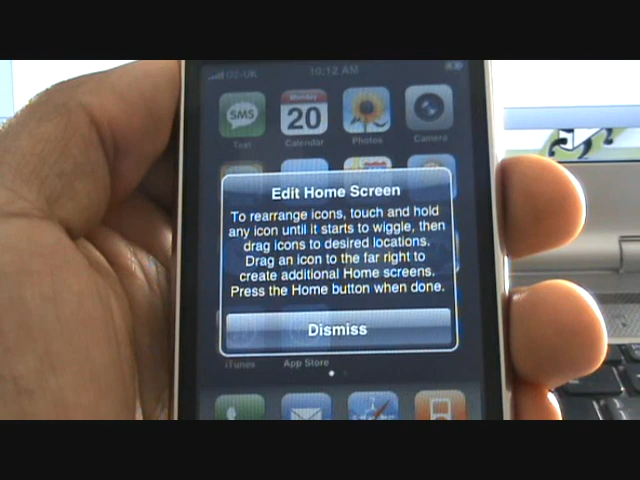 O2-UK 10:12 AM
SMS Monday 20
Text Calendar Photos Camera
Edit Home Screen
To rearrange icons, touch and hold
any icon until it starts to wiggle, then
drag icons to desired locations.
Drag an icon to the far right to
create additional Home screens.
Press the Home button when done.
Dismiss
iTunes App Store